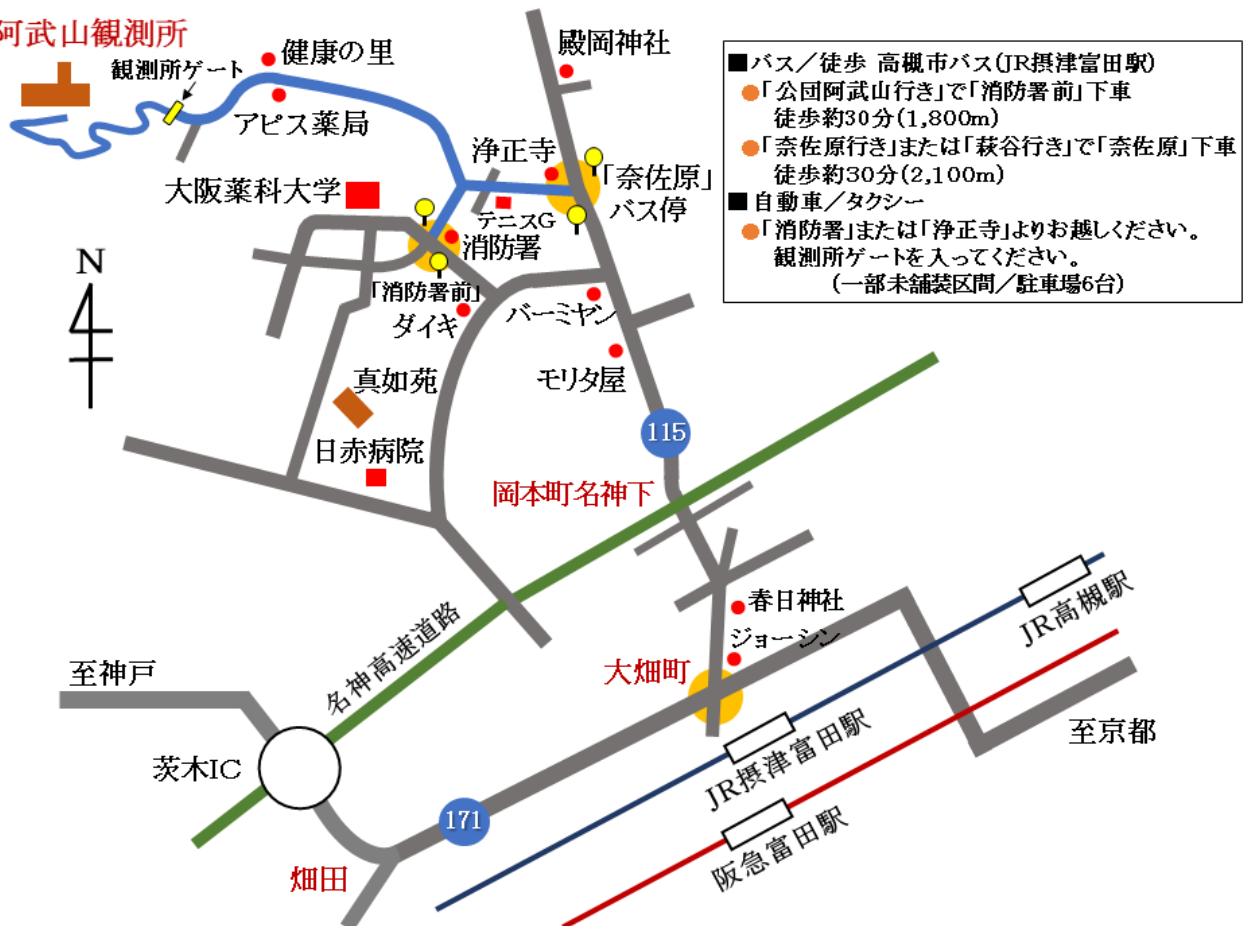 阿武山観測所
観測所ゲート
健康の里
アピス薬局
殿岡神社
■バス／徒歩 高槻市バス(JR摂津富田駅)
●「公団阿武山行き」で「消防署前」下車
徒歩約30分(1,800m)
●「奈佐原行き」または「萩谷行き」で「奈佐原」下車
徒歩約30分(2,100m)
■自動車／タクシー
●「消防署」または「浄正寺」よりお越しください。
観測所ゲートを入ってください。
(一部未舗装区間／駐車場6台)
浄正寺
「奈佐原」
バス停
大阪薬科大学
テニスG
消防署
「消防署前」
ダイキ
バーミヤン
モリタ屋
N
真如苑
日赤病院
115
岡本町名神下
春日神社
ジョーシン
大畑町
JR高槻駅
名神高速道路
至神戸
茨木IC
171
畑田
JR摂津富田駅
阪急富田駅
至京都